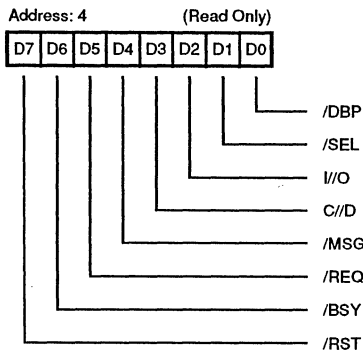 Address: 4 (Read Only)
D7 D6 D5 D4 D3 D2 D1 D0
/DBP
/SEL
I//O
C//D
/MSG
/REQ
/BSY
/RST